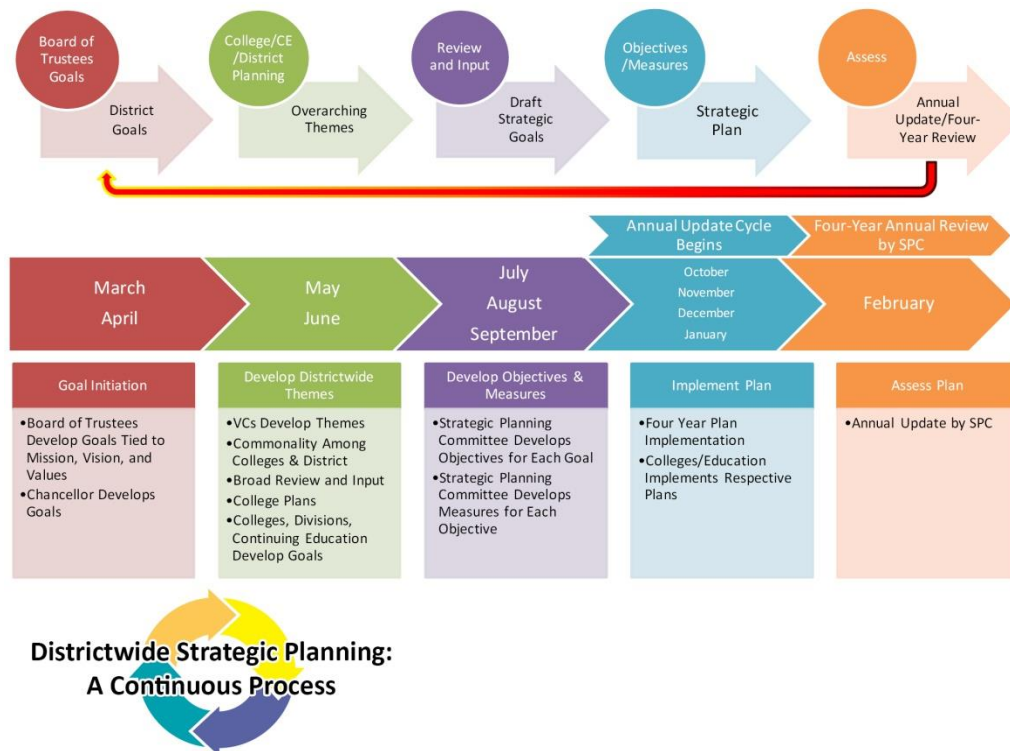 Board of
Trustees
Goals
District
Goals
College/CE
/District
Planning
Overarching
Themes
Review
and Input
Draft
Strategic
Goals
Objectives
/Measures
Strategic
Plan
Assess
Annual
Update/Four-
Year Review
Annual Update Cycle
Begins
Four-Year Annual Review
by SPC
March
April
May
June
July
August
September
October
November
December
January
February
Goal Initiation
•Board of Trustees
Develop Goals Tied to
Mission, Vision, and
Values
•Chancellor Develops
Goals
Develop Districtwide
Themes
•VCs Develop Themes
•Commonality Among
Colleges & District
•Broad Review and Input
•College Plans
•Colleges, Divisions,
Continuing Education
Develop Goals
Develop Objectives &
Measures
•Strategic Planning
Committee Develops
Objectives for Each Goal
•Strategic Planning
Committee Develops
Measures for Each
Objective
Implement Plan
•Four Year Plan
Implementation
•Colleges/Education
Implements Respective
Plans
Assess Plan
•Annual Update by SPC
Districtwide Strategic Planning:
A Continuous Process